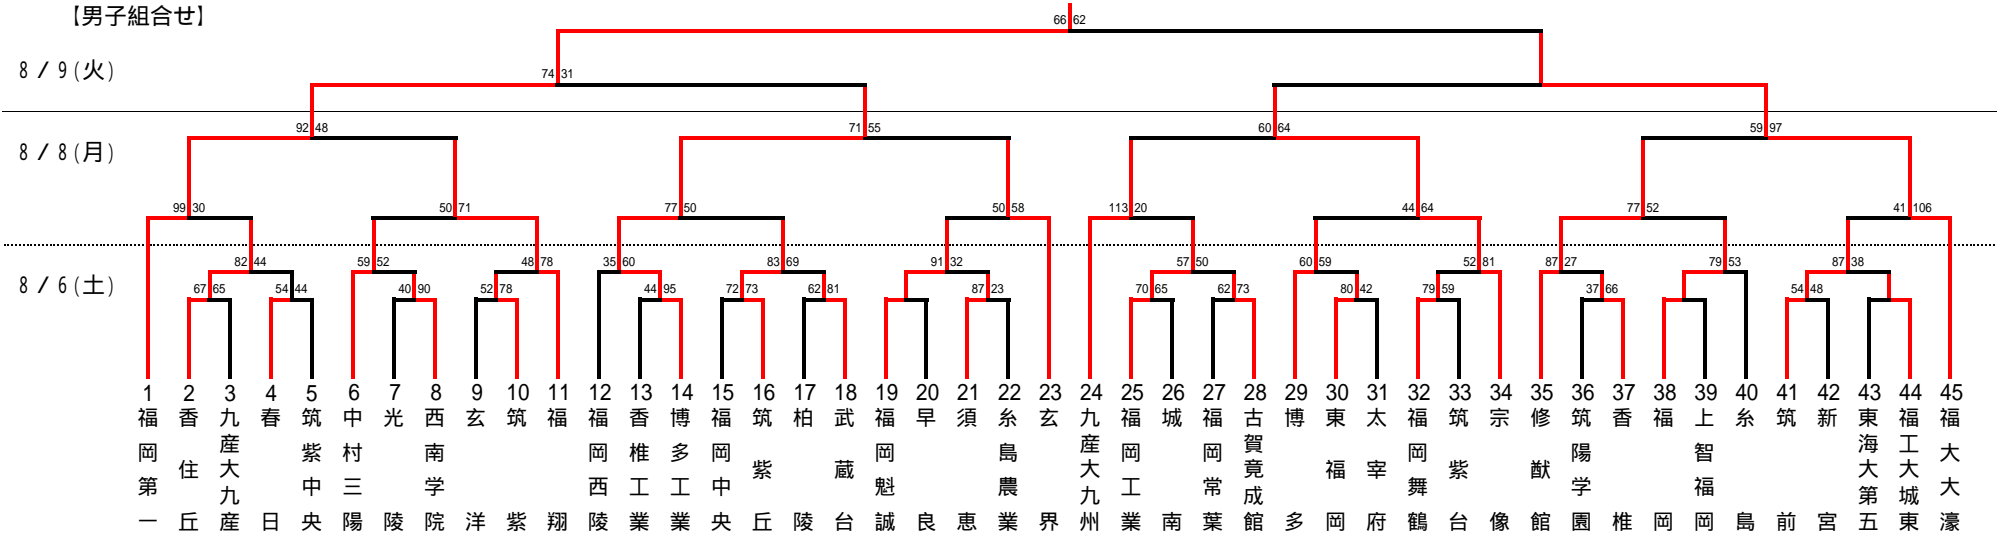 【男子組合せ】
66 62
8 / 9 (火)
74 31
92 48 71 55 60 64 59 97
8 / 8 (月)
99 30 50 71 77 50 50 58 113 20 44 64 77 52 41 106
82 44 59 52 48 78 35 60 83 69 91 32 57 50 60 59 52 81 87 27 79 53 87 38
8 / 6 (土)
67 65 54 44 40 90 52 78 44 95 72 73 62 81 87 23 70 65 62 73 80 42 79 59 37 66 54 48
1 福岡第一
2 香住丘
3 九産大九産
4 春日
5 筑紫中央
6 中村三陽
7 光陵
8 西南学院
9 玄洋
10 筑紫
11 福翔
12 福岡西陵
13 香椎工業
14 博多工業
15 福岡中央
16 筑紫丘
17 柏陵
18 武蔵台
19 福岡魁誠
20 早良
21 須恵
22 糸島農業
23 玄界
24 九産大九州
25 福岡工業
26 城南
27 福岡常葉
28 古賀竟成館
29 博多
30 東福岡
31 太宰府
32 福岡舞鶴
33 筑紫台
34 宗像
35 修猷館
36 筑陽学園
37 香椎
38 福岡
39 上智福岡
40 糸島
41 筑前
42 新宮
43 東海大第五
44 福工大城東
45 福大大濠